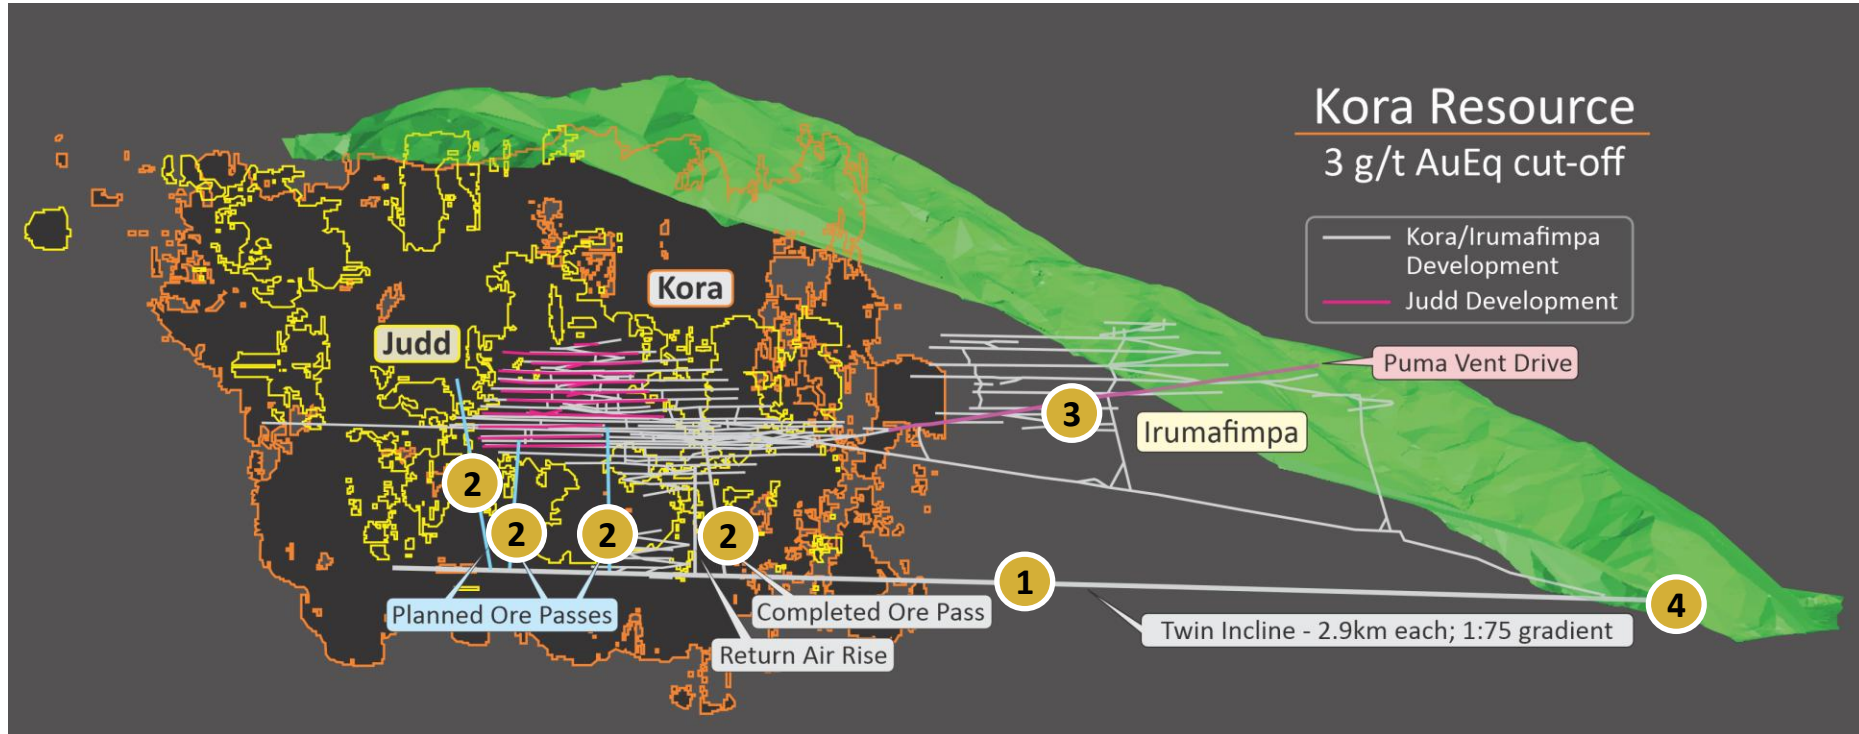 Kora Resource
3 g/t AuEq cut-off
Kora/Irumafimpa
Development
Judd Development
Kora
Judd
Puma Vent Drive
3
Irumafimpa
2
2
2
2
1
4
Planned Ore Passes
Completed Ore Pass
Twin Incline - 2.9km each; 1:75 gradient
Return Air Rise